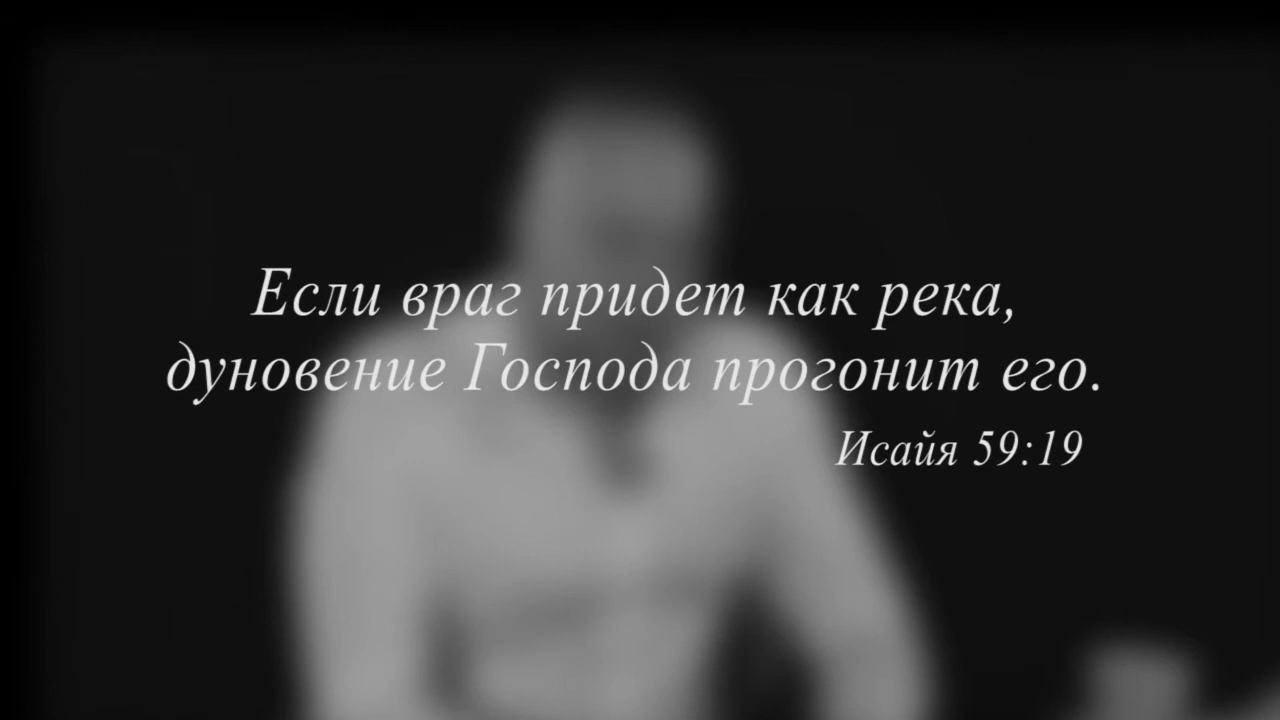 Если враг придет как река,
дуновение Господа прогонит его.
Исайя 59:19